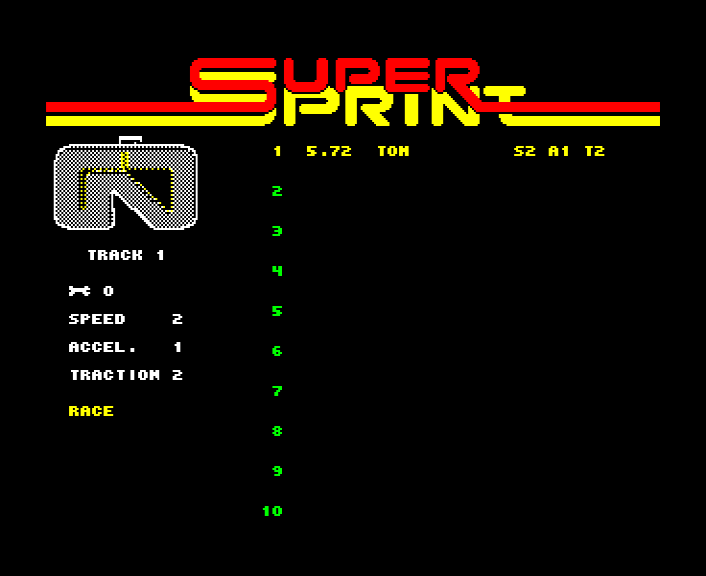 SUPER
SPRINT
1 5.72 TOM S2 A1 T2
2
3
4
5
6
7
8
9
10
TRACK 1
0
SPEED 2
ACCEL. 1
TRACTION 2
RACE